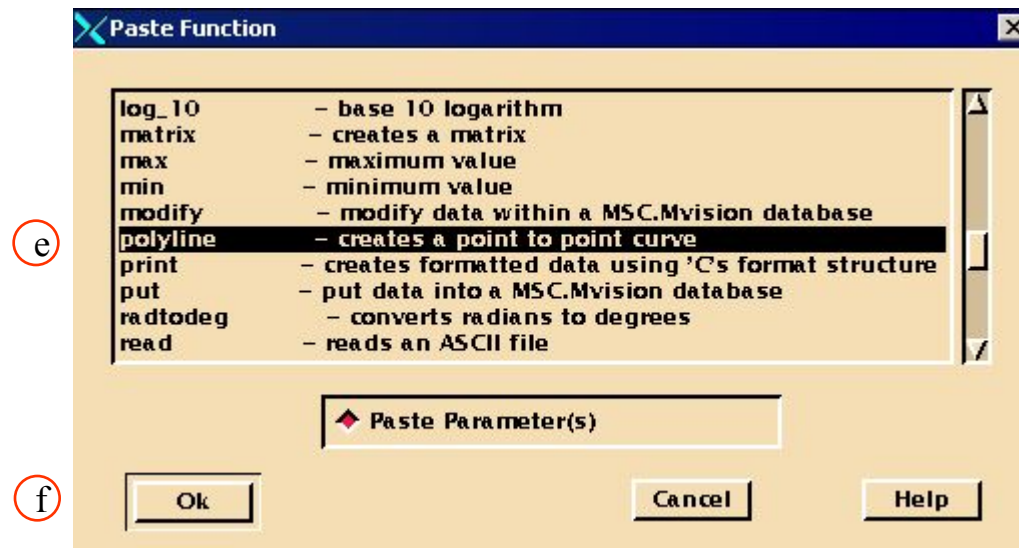 Paste Function
log_10 – base 10 logarithm
matrix – creates a matrix
max – maximum value
min – minimum value
modify – modify data within a MSC.Mvision database
e polyline – creates a point to point curve
print – creates formatted data using 'C's format structure
put – put data into a MSC.Mvision database
radtodeg – converts radians to degrees
read – reads an ASCII file
Paste Parameter(s)
f Ok Cancel Help